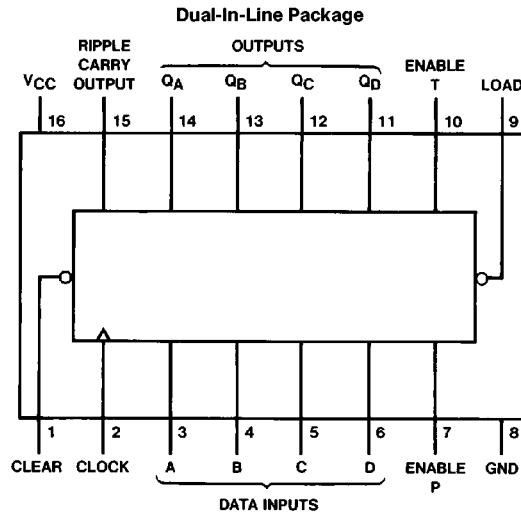 Dual-In-Line Package
RIPPLE
CARRY
OUTPUT
OUTPUTS
ENABLE
T
VCC
QA
QB
QC
QD
LOAD
16
15
14
13
12
11
10
9
1
2
3
4
5
6
7
8
CLEAR
CLOCK
A
B
C
D
ENABLE
P
GND
DATA INPUTS